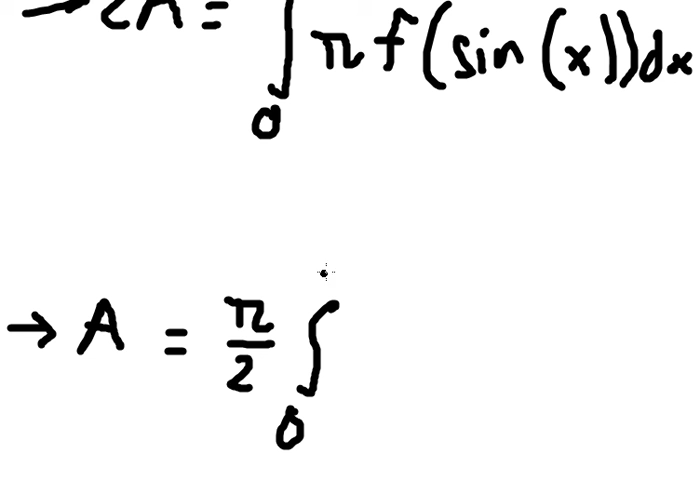 → 2A = ∫₀ π f(sin(x))dx
→ A = π/2 ∫₀